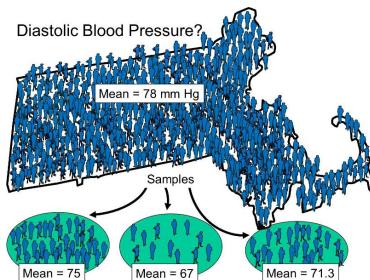 Diastolic Blood Pressure?
Mean = 78 mm Hg
Samples
Mean = 75
Mean = 67
Mean = 71.3